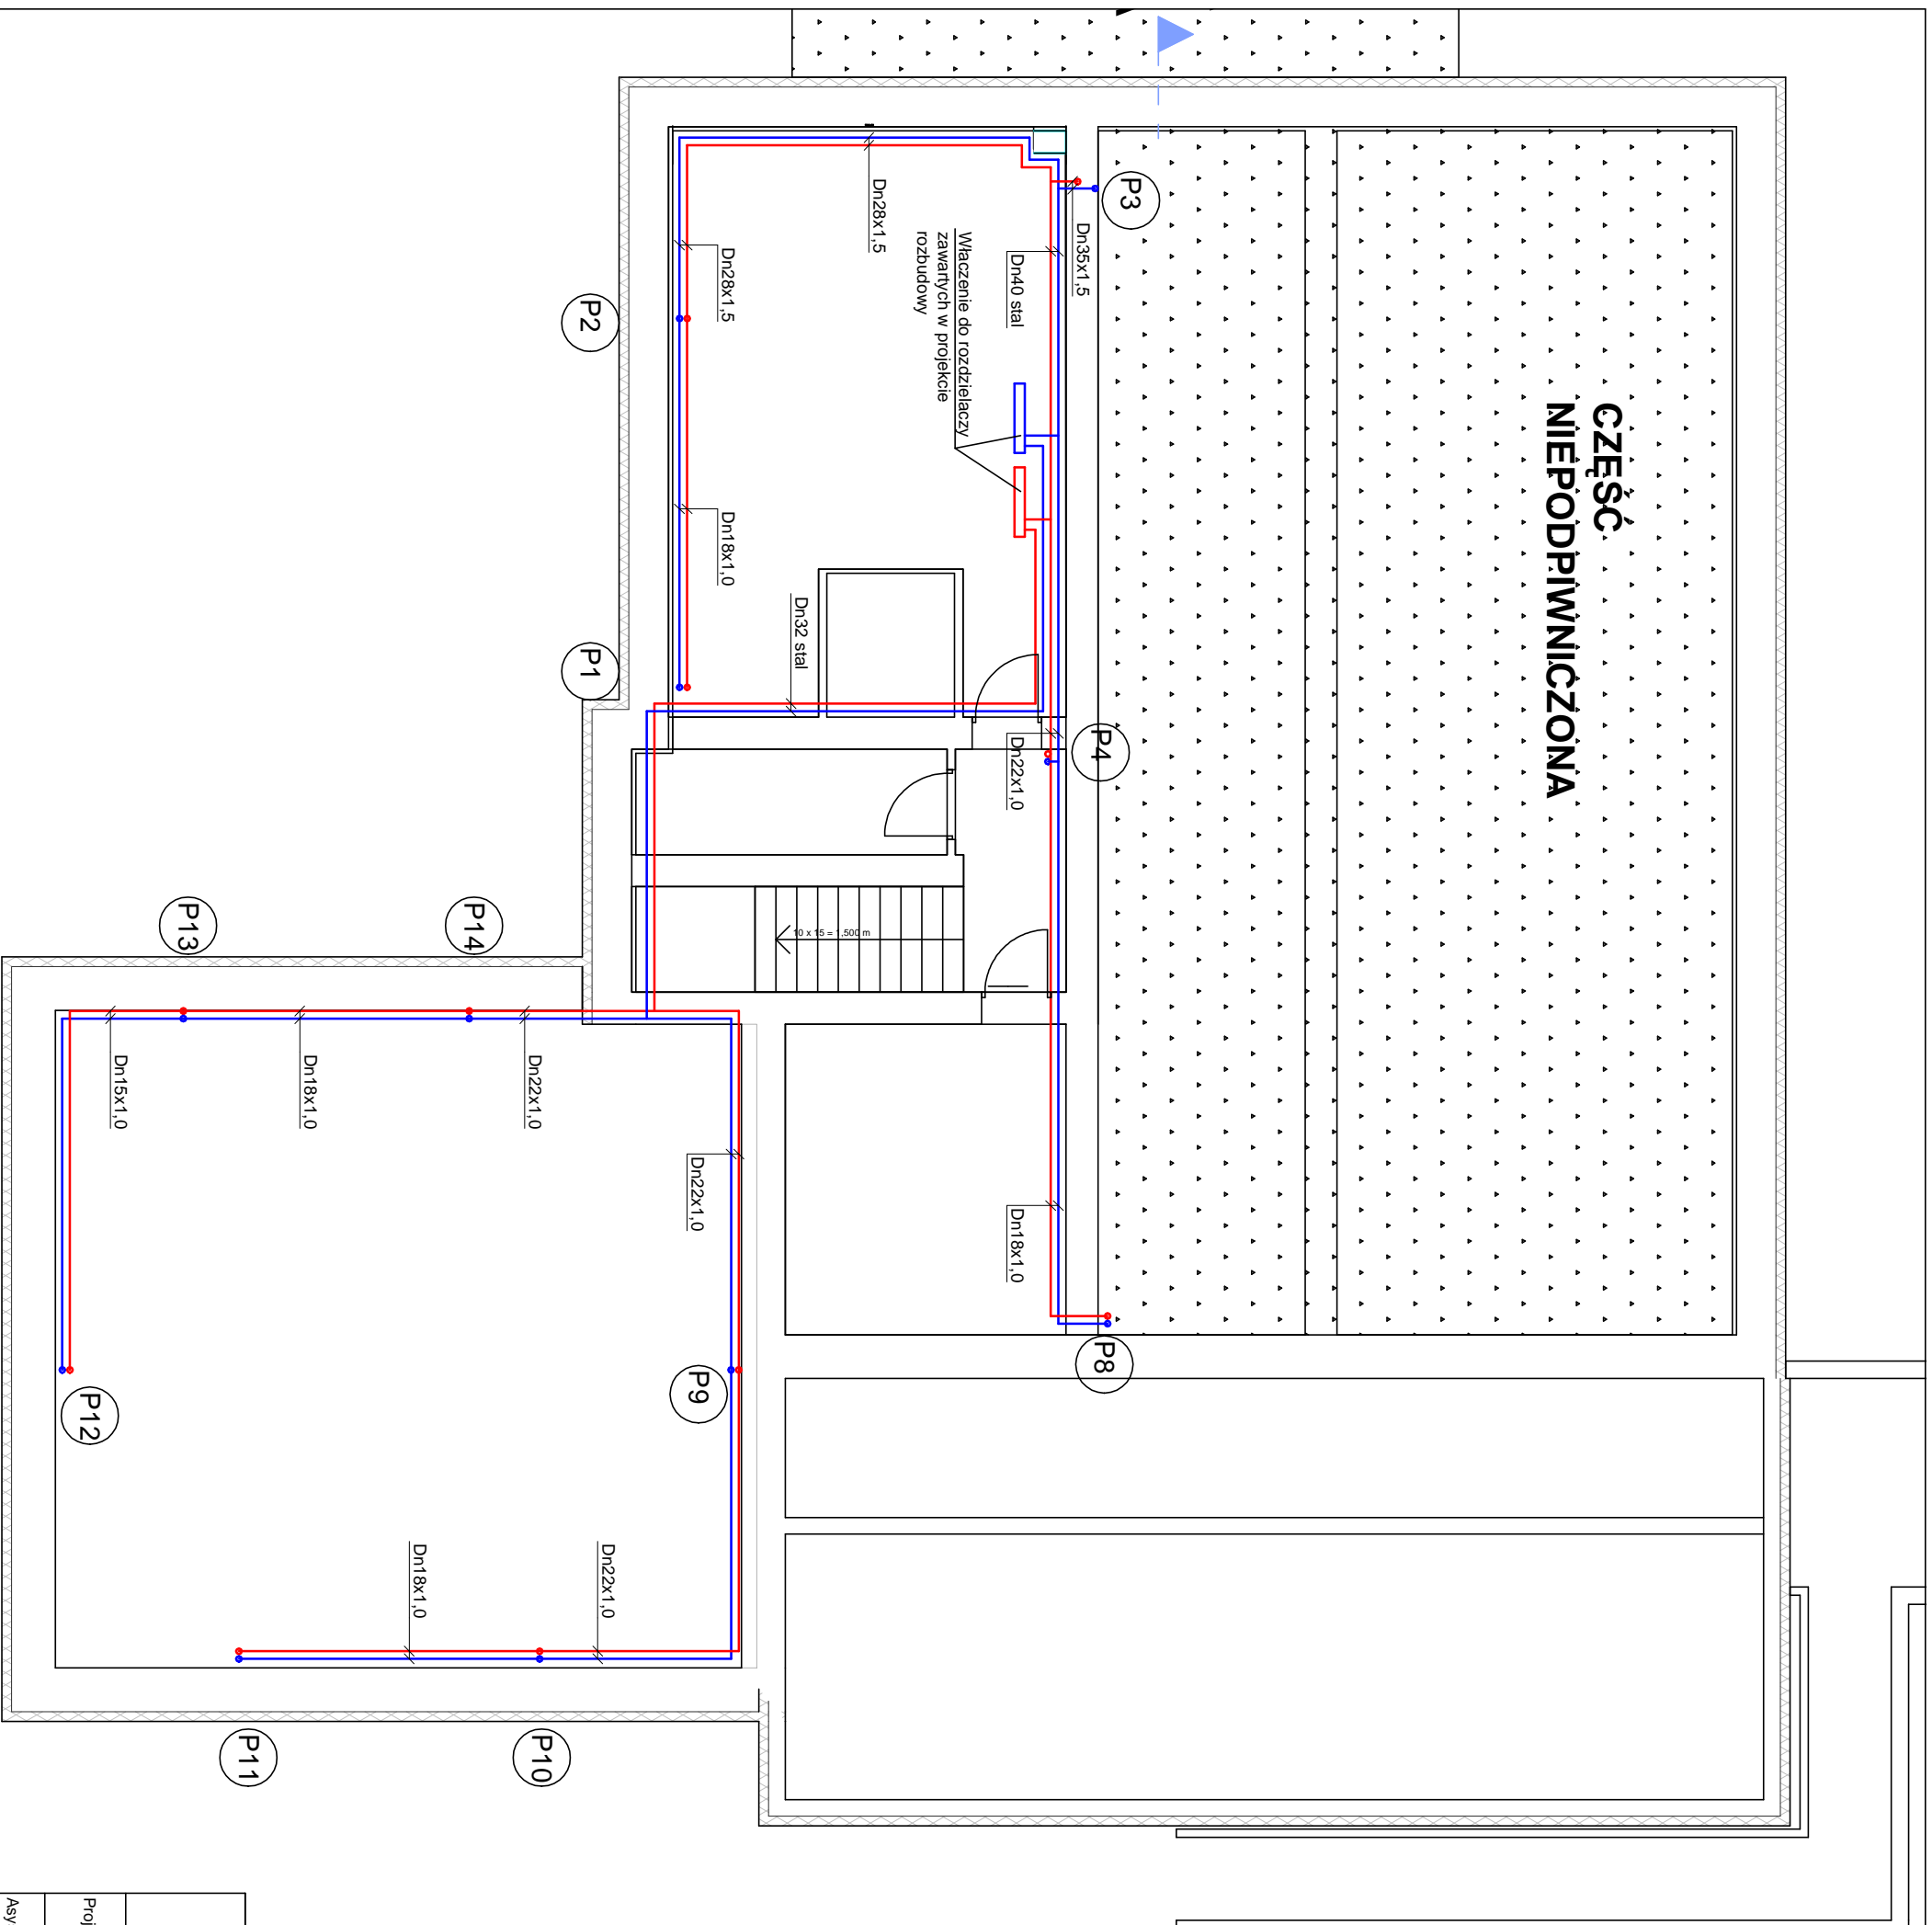 CZĘŚĆ
NIEPODPIWNICZONA
P3
Dn35x1,5
Dn40 stal
Włączenie do rozdzielaczy
zawartych w projekcie
rozbudowy
Dn28x1,5
Dn28x1,5
P2
Dn18x1,0
Dn32 stal
P1
P4
Dn22x1,0
10 x 15 = 1,500 m
P14
P13
Dn22x1,0
Dn18x1,0
Dn15x1,0
Dn22x1,0
Dn18x1,0
P8
P9
P12
Dn22x1,0
Dn18x1,0
P10
P11
Proj
Asy